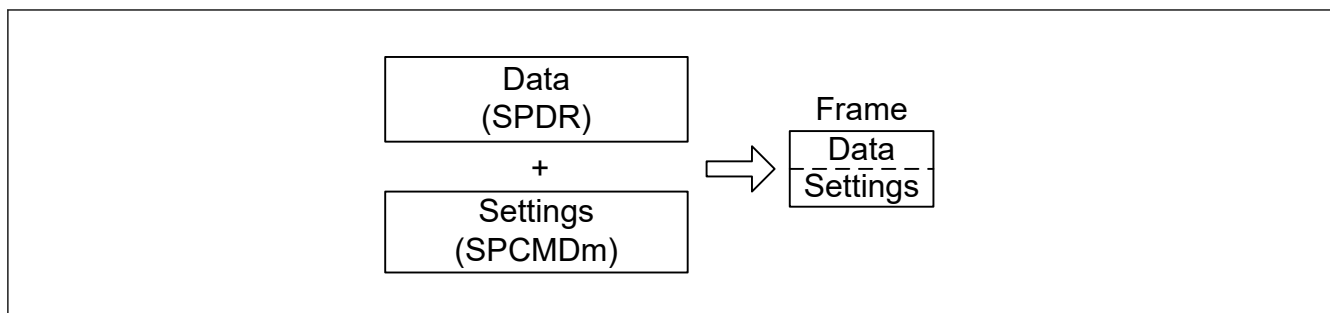 Data
(SPDR)
+
Settings
(SPCMDm)
Frame
Data
Settings